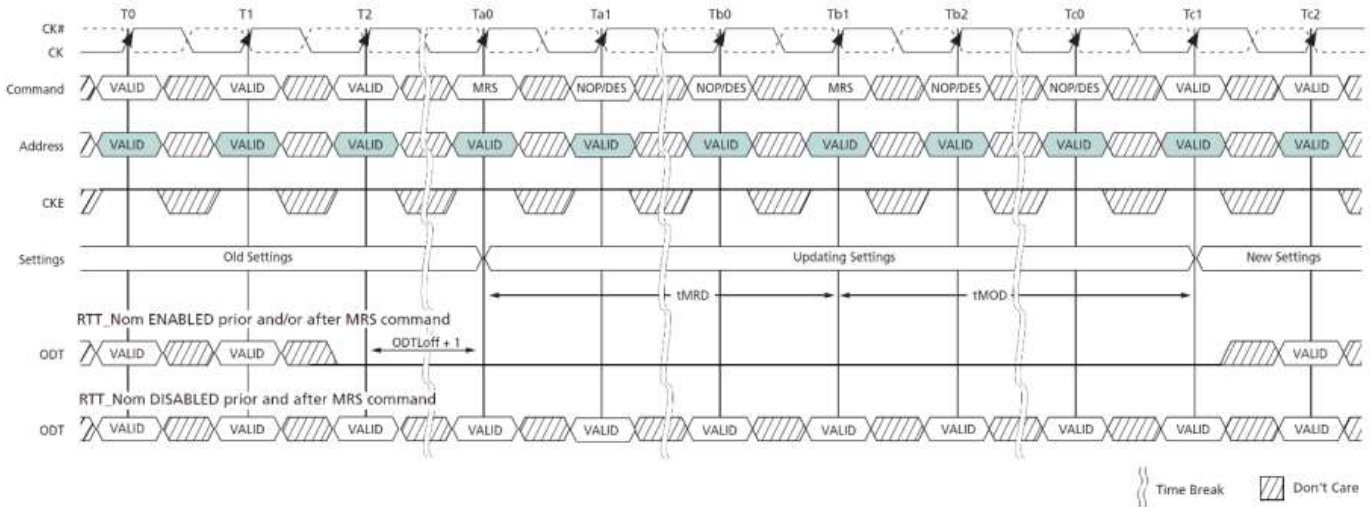 T0 T1 T2 Ta0 Ta1 Tb0 Tb1 Tb2 Tc0 Tc1 Tc2
CK#
CK
Command VALID VALID VALID MRS NOP/DES NOP/DES MRS NOP/DES NOP/DES VALID VALID
Address VALID VALID VALID VALID VALID VALID VALID VALID VALID VALID VALID
CKE
Settings Old Settings Updating Settings New Settings
tMRD tMOD
RTT_Nom ENABLED prior and/or after MRS command
ODTLoff + 1
ODT VALID VALID VALID
RTT_Nom DISABLED prior and after MRS command
ODT VALID VALID VALID VALID VALID VALID VALID VALID VALID VALID VALID
Time Break Don't Care